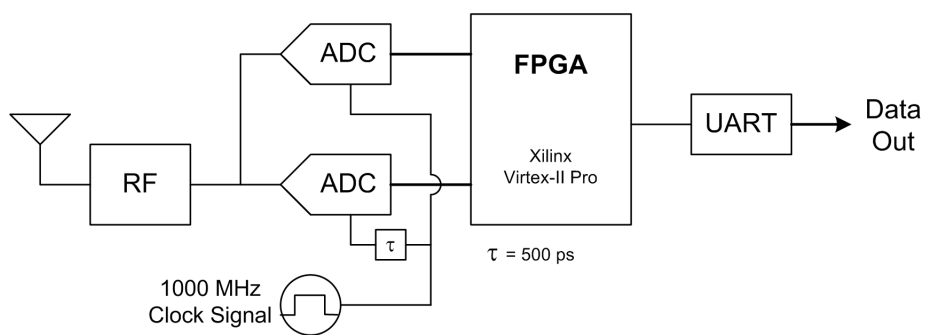 ADC
FPGA
Xilinx
Virtex-II Pro
RF
ADC
τ
UART
Data
Out
τ = 500 ps
1000 MHz
Clock Signal